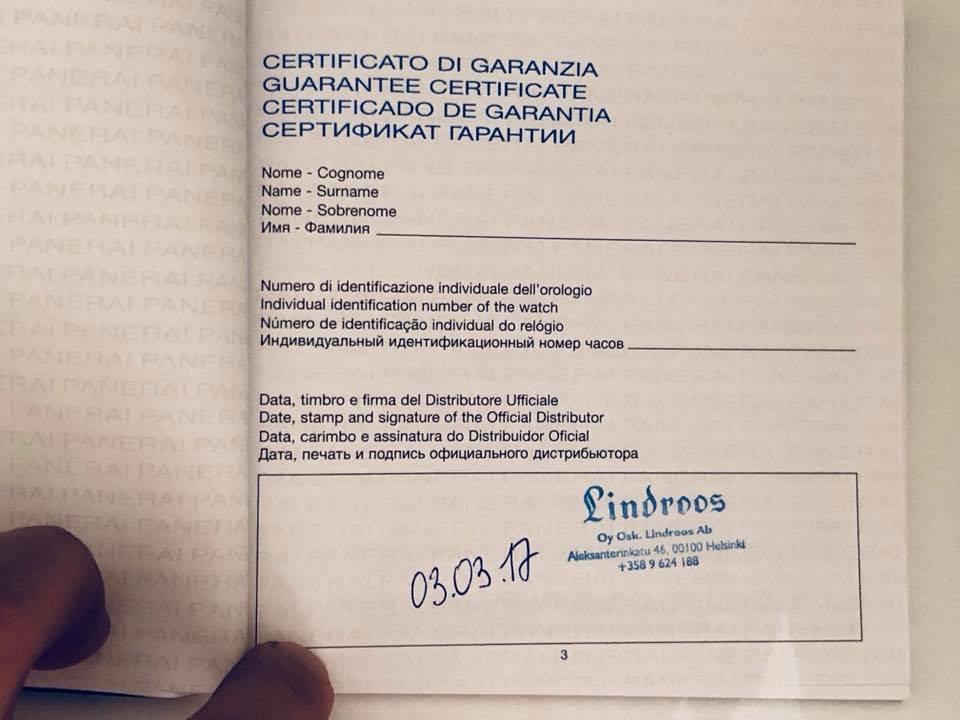 CERTIFICATO DI GARANZIA
GUARANTEE CERTIFICATE
CERTIFICADO DE GARANTIA
СЕРТИФИКАТ ГАРАНТИИ
Nome - Cognome
Name - Surname
Nome - Sobrenome
Имя - Фамилия
Numero di identificazione individuale dell'orologio
Individual identification number of the watch
Número de identificação individual do relógio
Индивидуальный идентификационный номер часов
Data, timbro e firma del Distributore Ufficiale
Date, stamp and signature of the Official Distributor
Data, carimbo e assinatura do Distribuidor Oficial
Дата, печать и подпись официального дистрибьютора
Lindroos
Oy Osk. Lindroos Ab
Aleksanterinkatu 46, 00100 Helsinki
+358 9 624 188
03.03.17
3